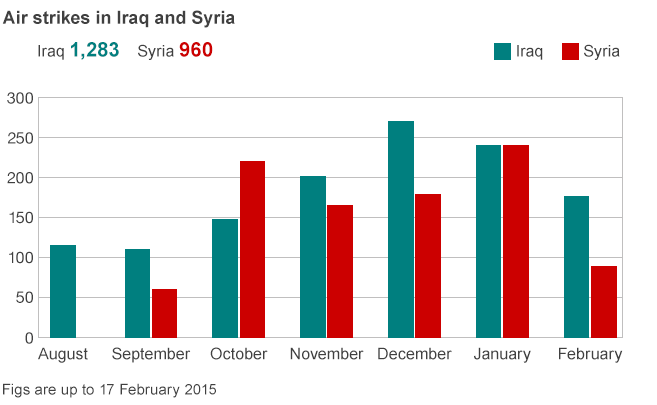 Air strikes in Iraq and Syria
Iraq 1,283 Syria 960
Iraq Syria
300
250
200
150
100
50
0
August September October November December January February
Figs are up to 17 February 2015